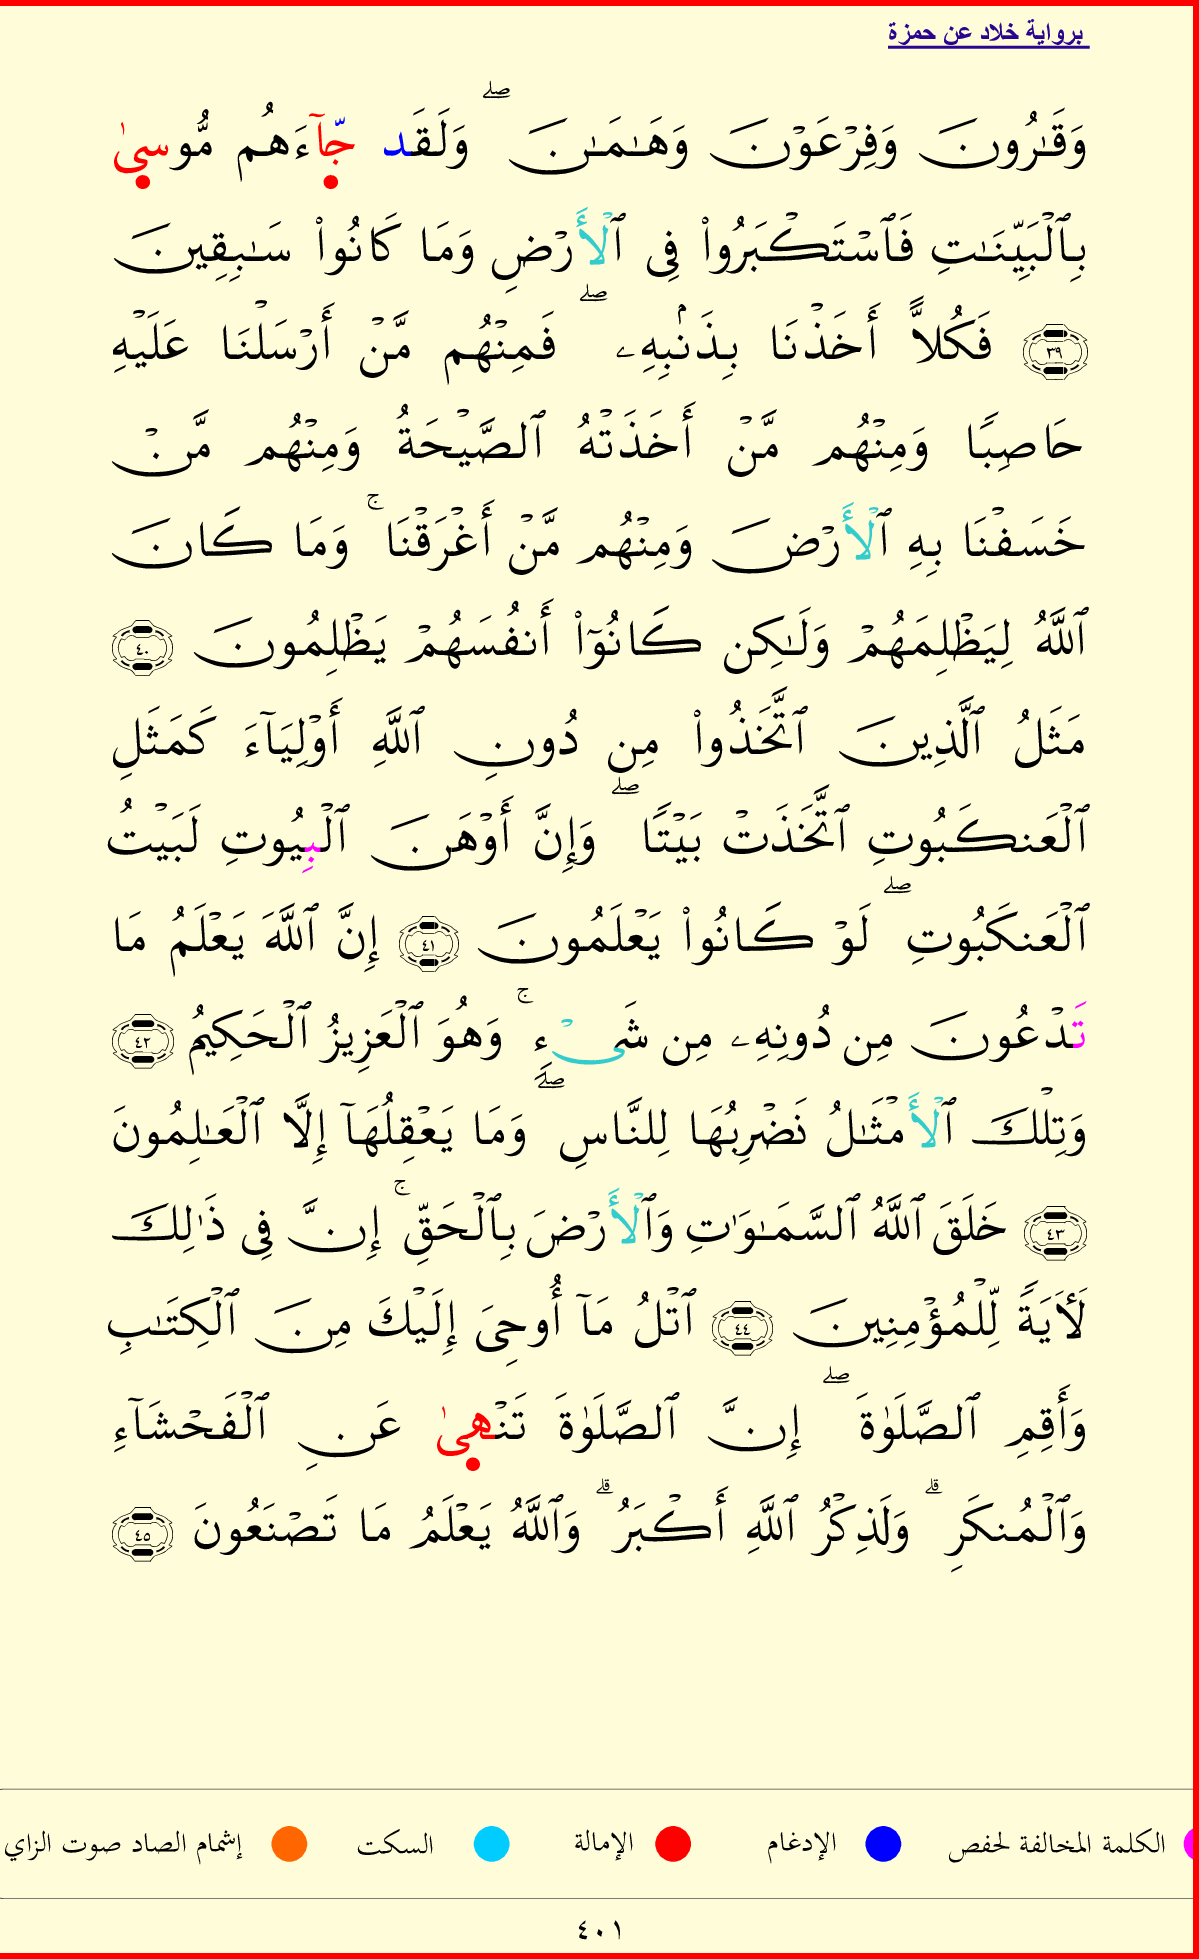 برواية خلاد عن حمزة
وَقَٰرُونَ وَفِرْعَوْنَ وَهَٰمَٰنَ ۖ وَلَقَد جَّآءَهُم مُّوسىٰ
بِٱلْبَيِّنَٰتِ فَٱسْتَكْبَرُوا۟ فِى ٱلْأَرْضِ وَمَا كَانُوا۟ سَٰبِقِينَ
٣٩ فَكُلًّا أَخَذْنَا بِذَنۢبِهِۦ ۖ فَمِنْهُم مَّنْ أَرْسَلْنَا عَلَيْهِ
حَاصِبًا وَمِنْهُم مَّنْ أَخَذَتْهُ ٱلصَّيْحَةُ وَمِنْهُم مَّنْ
خَسَفْنَا بِهِ ٱلْأَرْضَ وَمِنْهُم مَّنْ أَغْرَقْنَا ۚ وَمَا كَانَ
ٱللَّهُ لِيَظْلِمَهُمْ وَلَٰكِن كَانُوٓا۟ أَنفُسَهُمْ يَظْلِمُونَ ٤٠
مَثَلُ ٱلَّذِينَ ٱتَّخَذُوا۟ مِن دُونِ ٱللَّهِ أَوْلِيَآءَ كَمَثَلِ
ٱلْعَنكَبُوتِ ٱتَّخَذَتْ بَيْتًا ۖ وَإِنَّ أَوْهَنَ ٱلْبِيُوتِ لَبَيْتُ
ٱلْعَنكَبُوتِ ۖ لَوْ كَانُوا۟ يَعْلَمُونَ ٤١ إِنَّ ٱللَّهَ يَعْلَمُ مَا
تَدْعُونَ مِن دُونِهِۦ مِن شَىْءٍ ۚ وَهُوَ ٱلْعَزِيزُ ٱلْحَكِيمُ ٤٢
وَتِلْكَ ٱلْأَمْثَٰلُ نَضْرِبُهَا لِلنَّاسِ ۖ وَمَا يَعْقِلُهَآ إِلَّا ٱلْعَٰلِمُونَ
٤٣ خَلَقَ ٱللَّهُ ٱلسَّمَٰوَٰتِ وَٱلْأَرْضَ بِٱلْحَقِّ ۚ إِنَّ فِى ذَٰلِكَ
لَأٓيَةً لِّلْمُؤْمِنِينَ ٤٤ ٱتْلُ مَآ أُوحِىَ إِلَيْكَ مِنَ ٱلْكِتَٰبِ
وَأَقِمِ ٱلصَّلَوٰةَ ۖ إِنَّ ٱلصَّلَوٰةَ تَنْهىٰ عَنِ ٱلْفَحْشَآءِ
وَٱلْمُنكَرِ ۗ وَلَذِكْرُ ٱللَّهِ أَكْبَرُ ۗ وَٱللَّهُ يَعْلَمُ مَا تَصْنَعُونَ ٤٥
الكلمة المخالفة لحفص الإدغام الإمالة السكت إشمام الصاد صوت الزاي
٤٠١